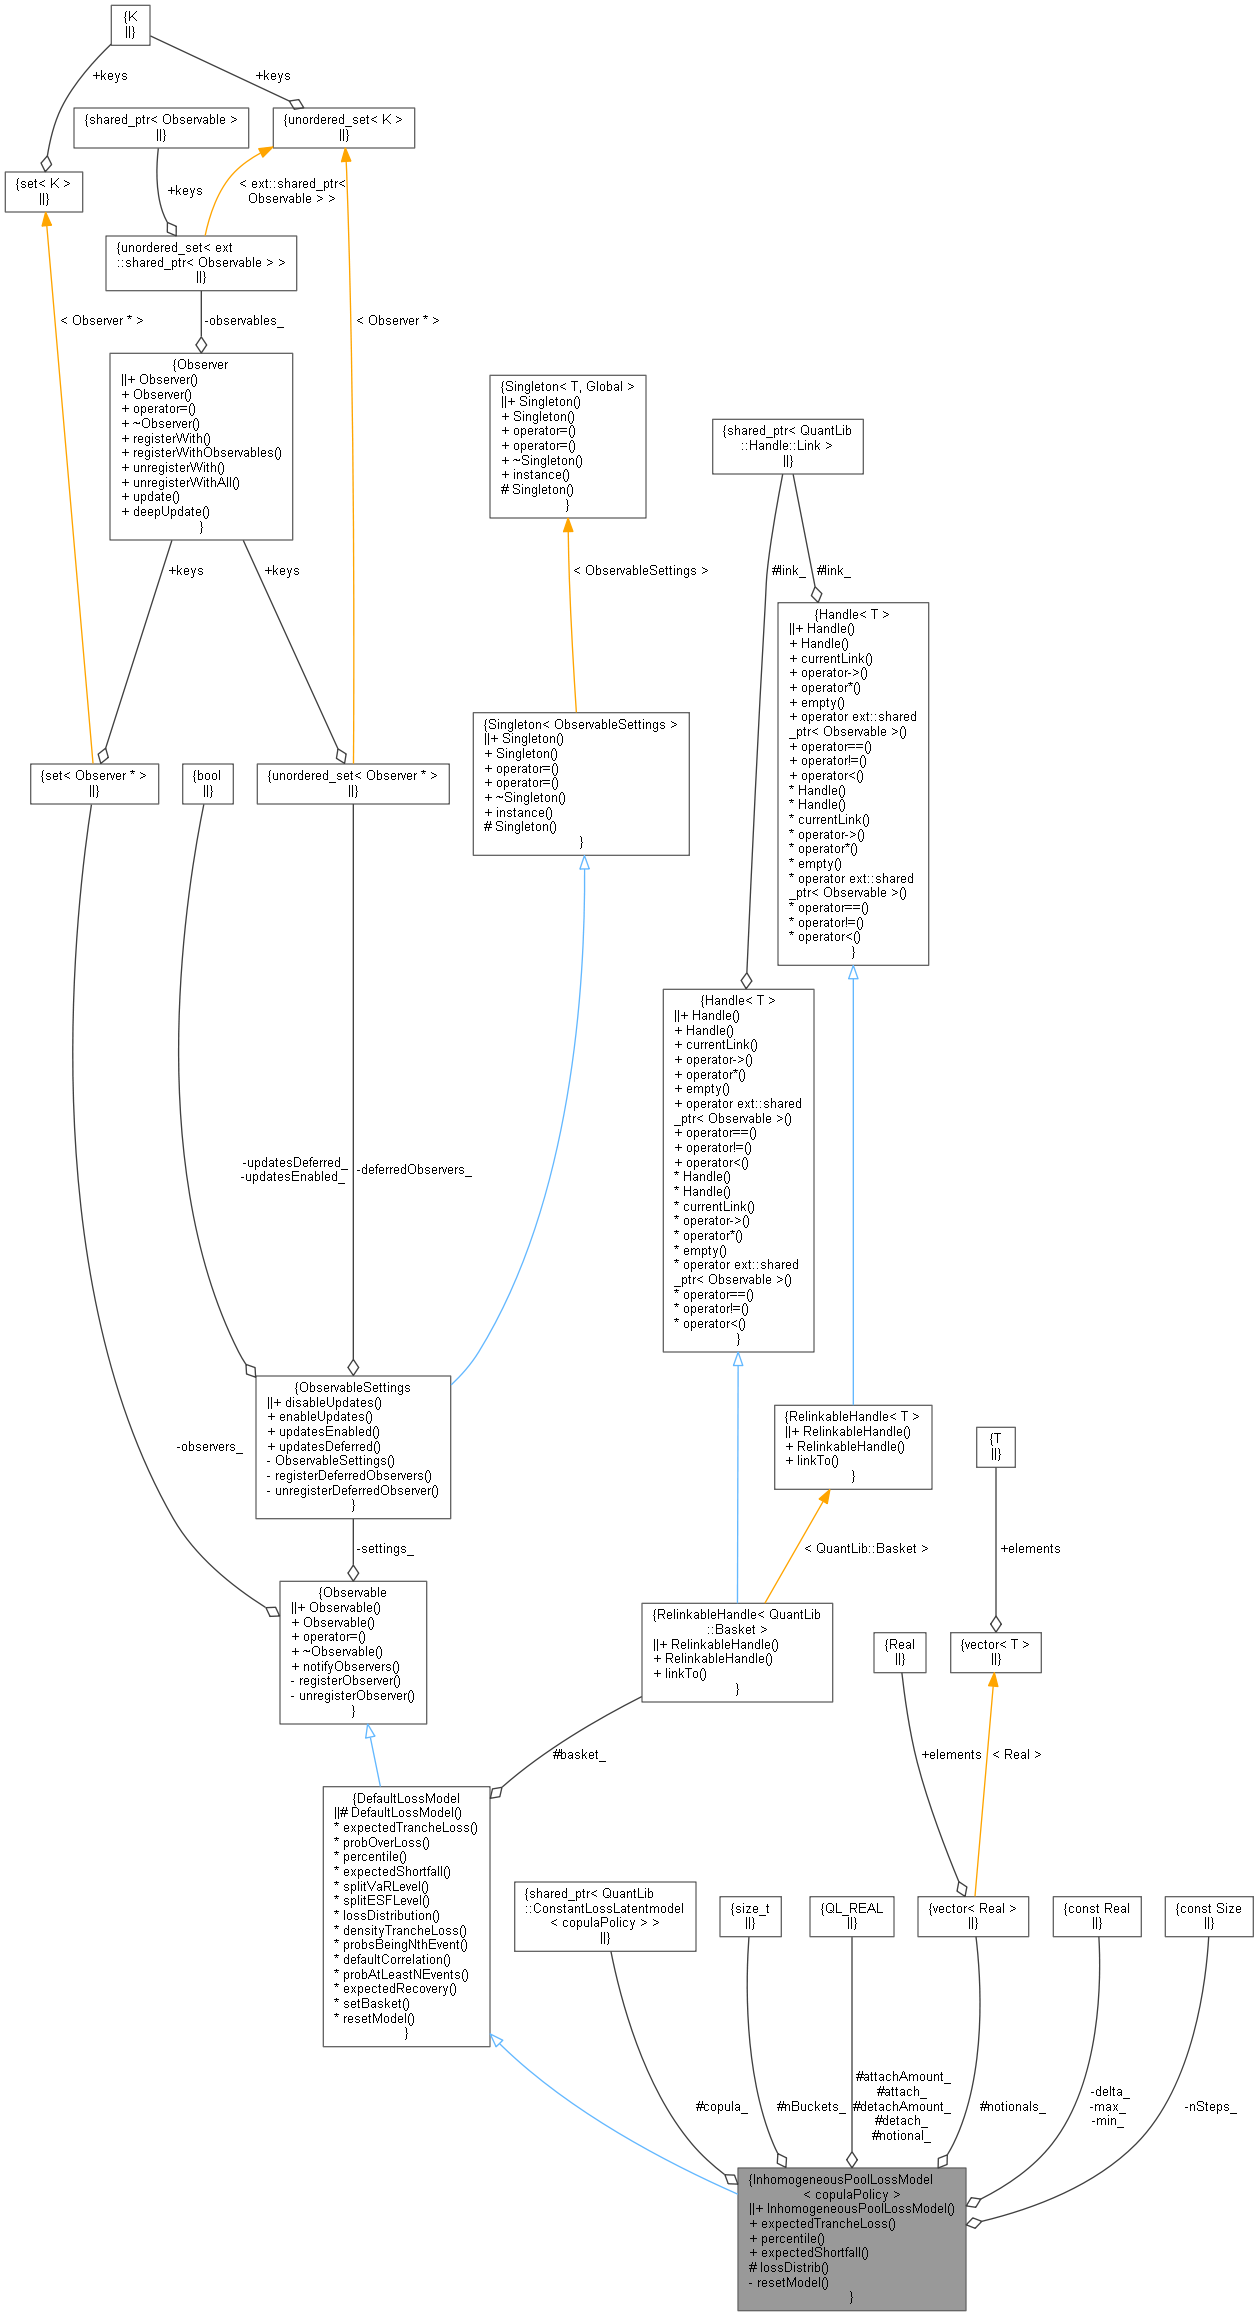 {K
||}
+keys
+keys
{shared_ptr< Observable >
||}
{unordered_set< K >
||}
{set< K >
||}
+keys
< ext::shared_ptr<
Observable > >
{unordered_set< ext
::shared_ptr< Observable > >
||}
< Observer * >
-observables_
< Observer * >
{Observer
||+ Observer()
+ Observer()
+ operator=()
+ ~Observer()
+ registerWith()
+ registerWithObservables()
+ unregisterWith()
+ unregisterWithAll()
+ update()
+ deepUpdate()
}
{Singleton< T, Global >
||+ Singleton()
+ Singleton()
+ operator=()
+ operator=()
+ ~Singleton()
+ instance()
# Singleton()
}
{shared_ptr< QuantLib
::Handle::Link >
||}
+keys
+keys
< ObservableSettings >
#link_
#link_
{Handle< T >
||+ Handle()
+ Handle()
+ currentLink()
+ operator->()
+ operator*()
+ empty()
+ operator ext::shared
_ptr< Observable >()
+ operator==()
+ operator!=()
+ operator<()
* Handle()
* Handle()
* currentLink()
* operator->()
* operator*()
* empty()
* operator ext::shared
_ptr< Observable >()
* operator==()
* operator!=()
* operator<()
}
{Singleton< ObservableSettings >
||+ Singleton()
+ Singleton()
+ operator=()
+ operator=()
+ ~Singleton()
+ instance()
# Singleton()
}
{set< Observer * >
||}
{bool
||}
{unordered_set< Observer * >
||}
{Handle< T >
||+ Handle()
+ Handle()
+ currentLink()
+ operator->()
+ operator*()
+ empty()
+ operator ext::shared
_ptr< Observable >()
+ operator==()
+ operator!=()
+ operator<()
* Handle()
* Handle()
* currentLink()
* operator->()
* operator*()
* empty()
* operator ext::shared
_ptr< Observable >()
* operator==()
* operator!=()
* operator<()
}
-updatesDeferred_
-updatesEnabled_
-deferredObservers_
{ObservableSettings
||+ disableUpdates()
+ enableUpdates()
+ updatesEnabled()
+ updatesDeferred()
- ObservableSettings()
- registerDeferredObservers()
- unregisterDeferredObserver()
}
{RelinkableHandle< T >
||+ RelinkableHandle()
+ RelinkableHandle()
+ linkTo()
}
{T
||}
-observers_
-settings_
< QuantLib::Basket >
+elements
{Observable
||+ Observable()
+ Observable()
+ operator=()
+ ~Observable()
+ notifyObservers()
- registerObserver()
- unregisterObserver()
}
{RelinkableHandle< QuantLib
::Basket >
||+ RelinkableHandle()
+ RelinkableHandle()
+ linkTo()
}
{Real
||}
{vector< T >
||}
#basket_
+elements
< Real >
{DefaultLossModel
||# DefaultLossModel()
* expectedTrancheLoss()
* probOverLoss()
* percentile()
* expectedShortfall()
* splitVaRLevel()
* splitESFLevel()
* lossDistribution()
* densityTrancheLoss()
* probsBeingNthEvent()
* defaultCorrelation()
* probAtLeastNEvents()
* expectedRecovery()
* setBasket()
* resetModel()
}
{shared_ptr< QuantLib
::ConstantLossLatentmodel
< copulaPolicy > >
||}
{size_t
||}
{QL_REAL
||}
{vector< Real >
||}
{const Real
||}
{const Size
||}
#copula_
#nBuckets_
#attachAmount_
#attach_
#detachAmount_
#detach_
#notional_
#notionals_
-delta_
-max_
-min_
-nSteps_
{InhomogeneousPoolLossModel
< copulaPolicy >
||+ InhomogeneousPoolLossModel()
+ expectedTrancheLoss()
+ percentile()
+ expectedShortfall()
# lossDistrib()
- resetModel()
}